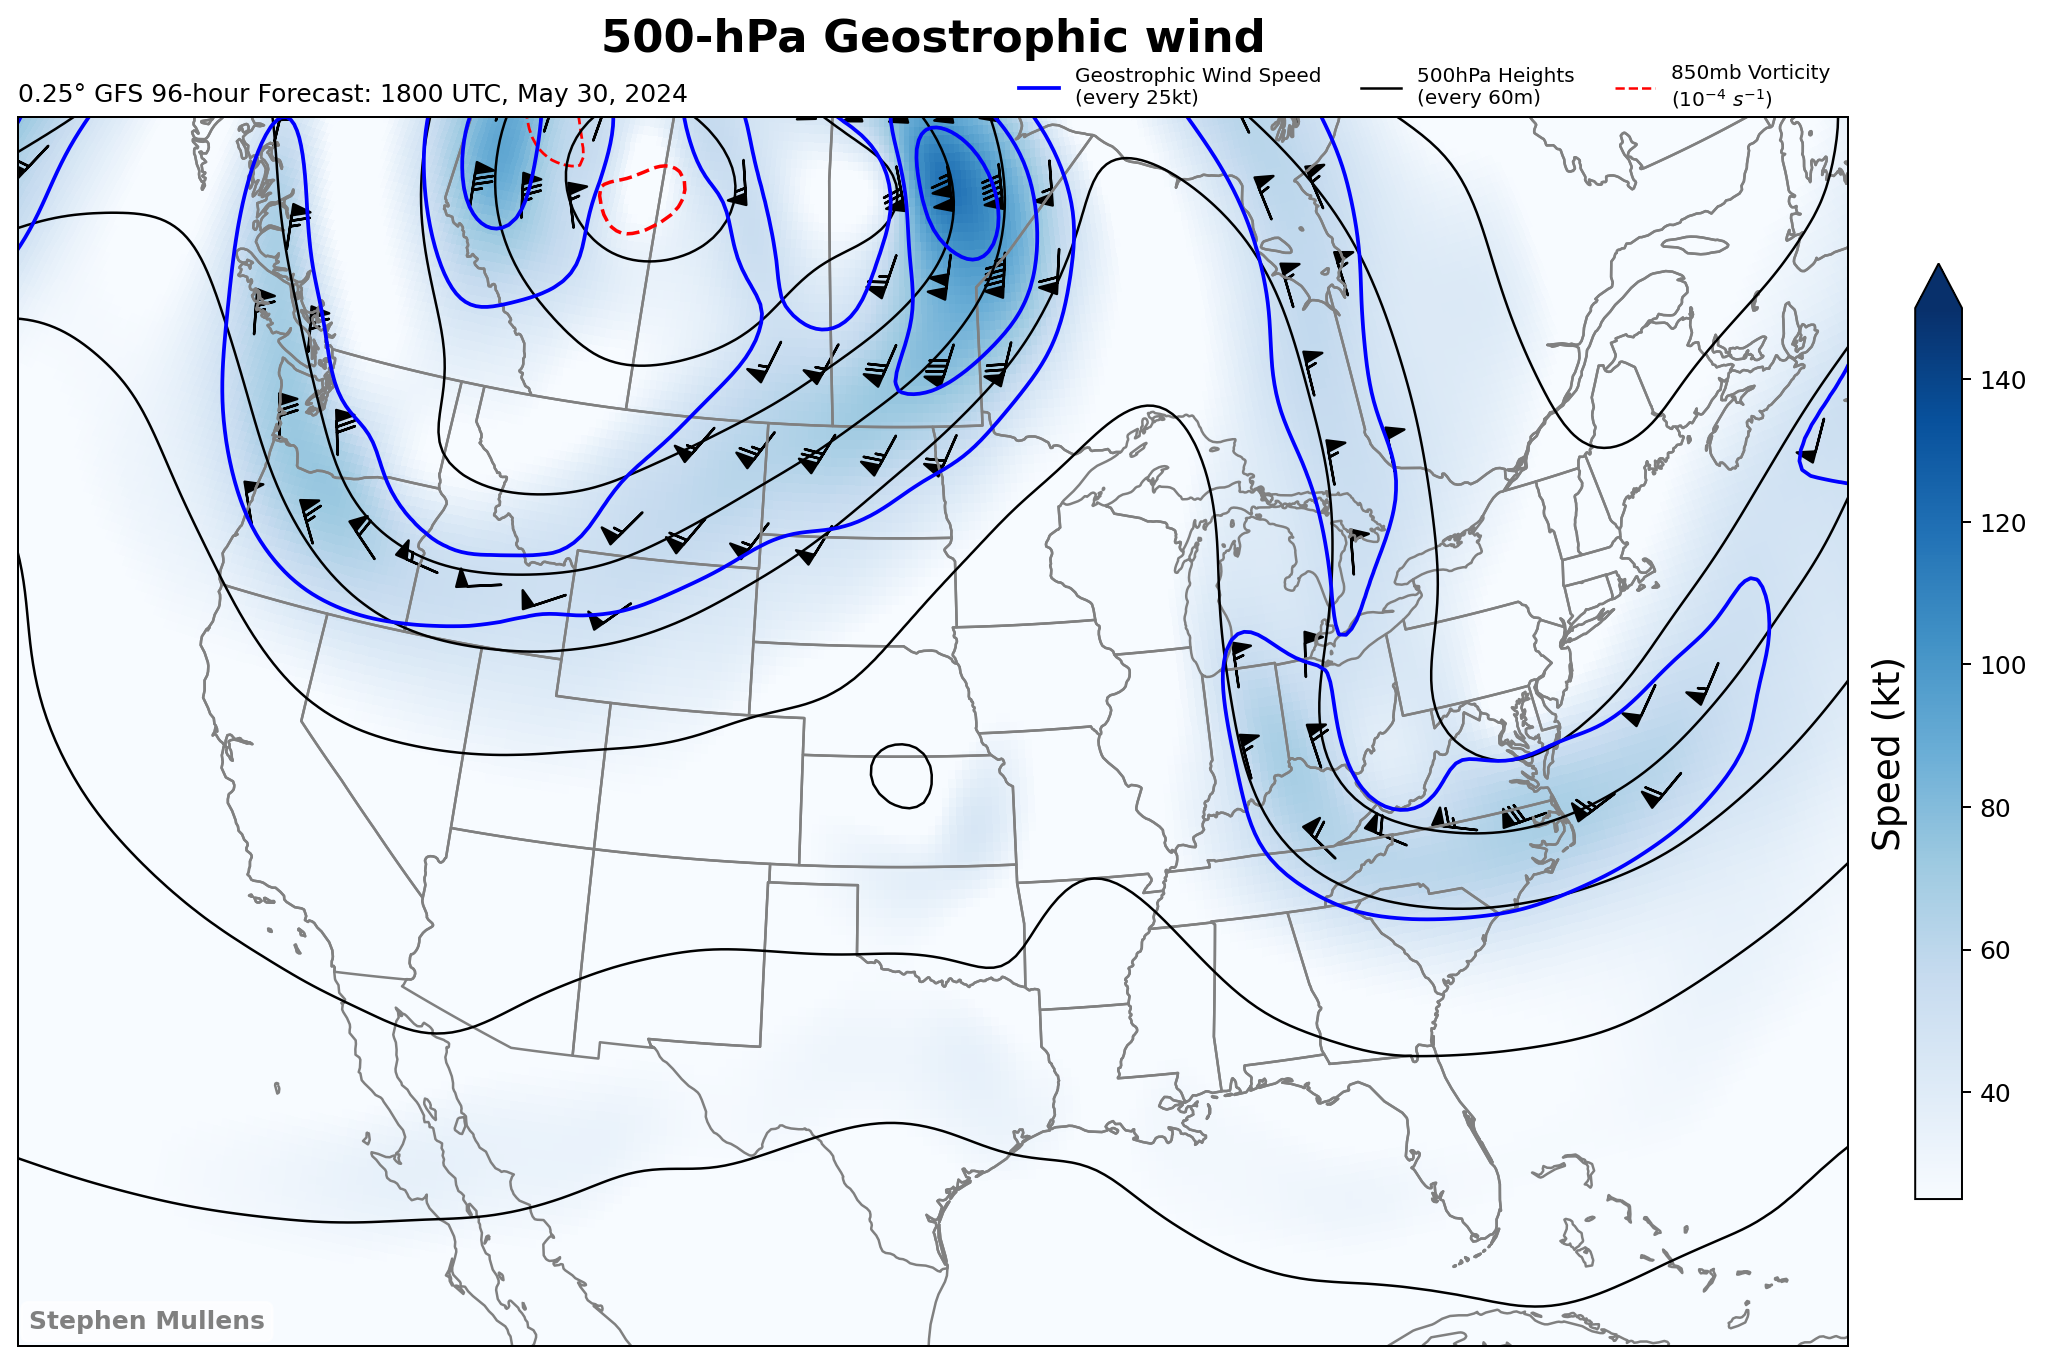 500-hPa Geostrophic wind
0.25° GFS 96-hour Forecast: 1800 UTC, May 30, 2024
Geostrophic Wind Speed
(every 25kt)
500hPa Heights
(every 60m)
850mb Vorticity
(10⁻⁴ s⁻¹)
140
120
100
80
60
40
Speed (kt)
Stephen Mullens